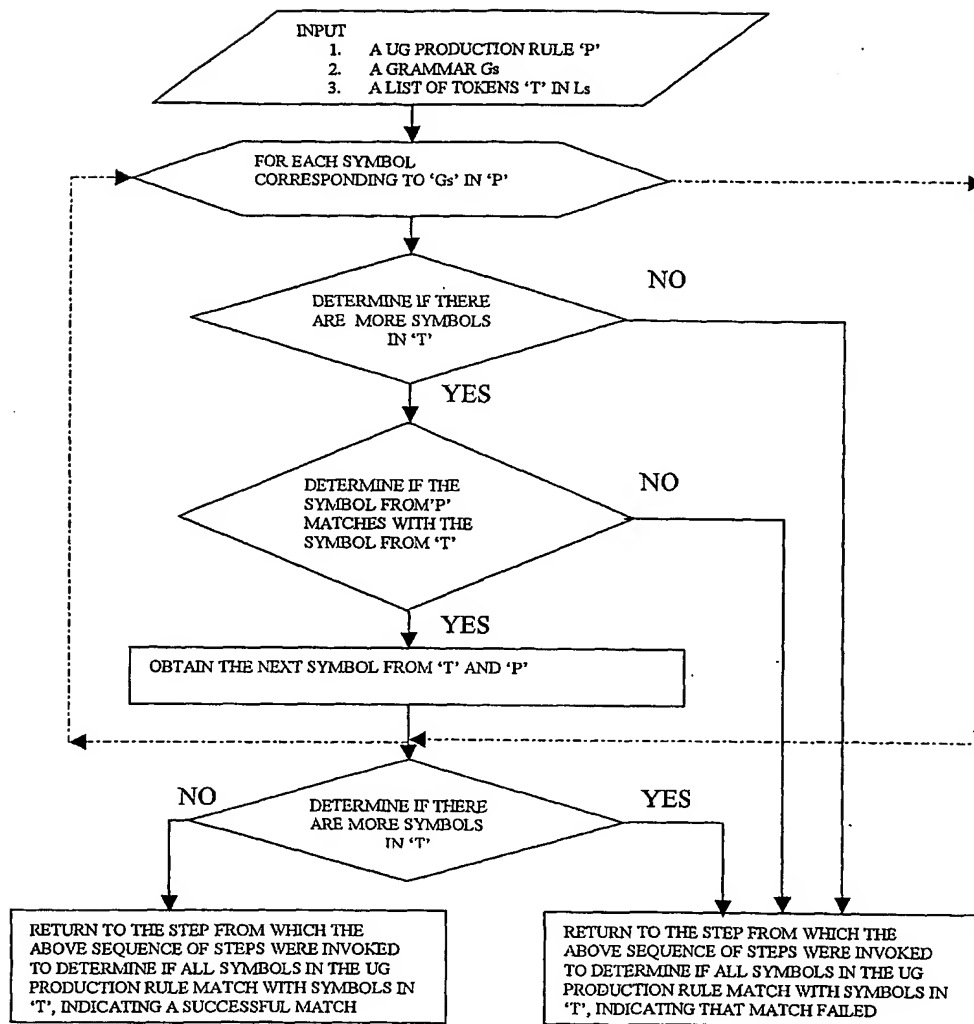 INPUT
1. A UG PRODUCTION RULE ‘P’
2. A GRAMMAR Gs
3. A LIST OF TOKENS ‘T’ IN Ls
FOR EACH SYMBOL
CORRESPONDING TO ‘Gs’ IN ‘P’
NO
DETERMINE IF THERE
ARE MORE SYMBOLS
IN ‘T’
YES
DETERMINE IF THE
SYMBOL FROM’P’
MATCHES WITH THE
SYMBOL FROM ‘T’
NO
YES
OBTAIN THE NEXT SYMBOL FROM ‘T’ AND ‘P’
NO
DETERMINE IF THERE
ARE MORE SYMBOLS
IN ‘T’
YES
RETURN TO THE STEP FROM WHICH THE
ABOVE SEQUENCE OF STEPS WERE INVOKED
TO DETERMINE IF ALL SYMBOLS IN THE UG
PRODUCTION RULE MATCH WITH SYMBOLS IN
‘T’, INDICATING A SUCCESSFUL MATCH
RETURN TO THE STEP FROM WHICH THE
ABOVE SEQUENCE OF STEPS WERE INVOKED
TO DETERMINE IF ALL SYMBOLS IN THE UG
PRODUCTION RULE MATCH WITH SYMBOLS IN
‘T’, INDICATING THAT MATCH FAILED